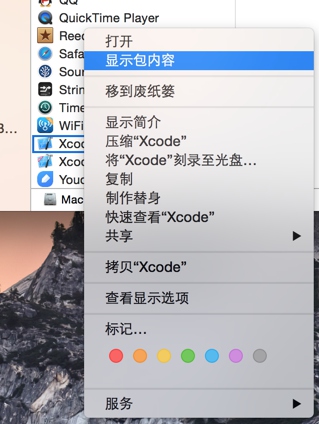 QQ
QuickTime Player
Reed
Safa
Sour
Strin
Time
WiFi
Xcod
Xcod
Youd
Mac
3...
打开
显示包内容
移到废纸篓
显示简介
压缩“Xcode”
将“Xcode”刻录至光盘...
复制
制作替身
快速查看“Xcode”
共享
拷贝“Xcode”
查看显示选项
标记...
服务